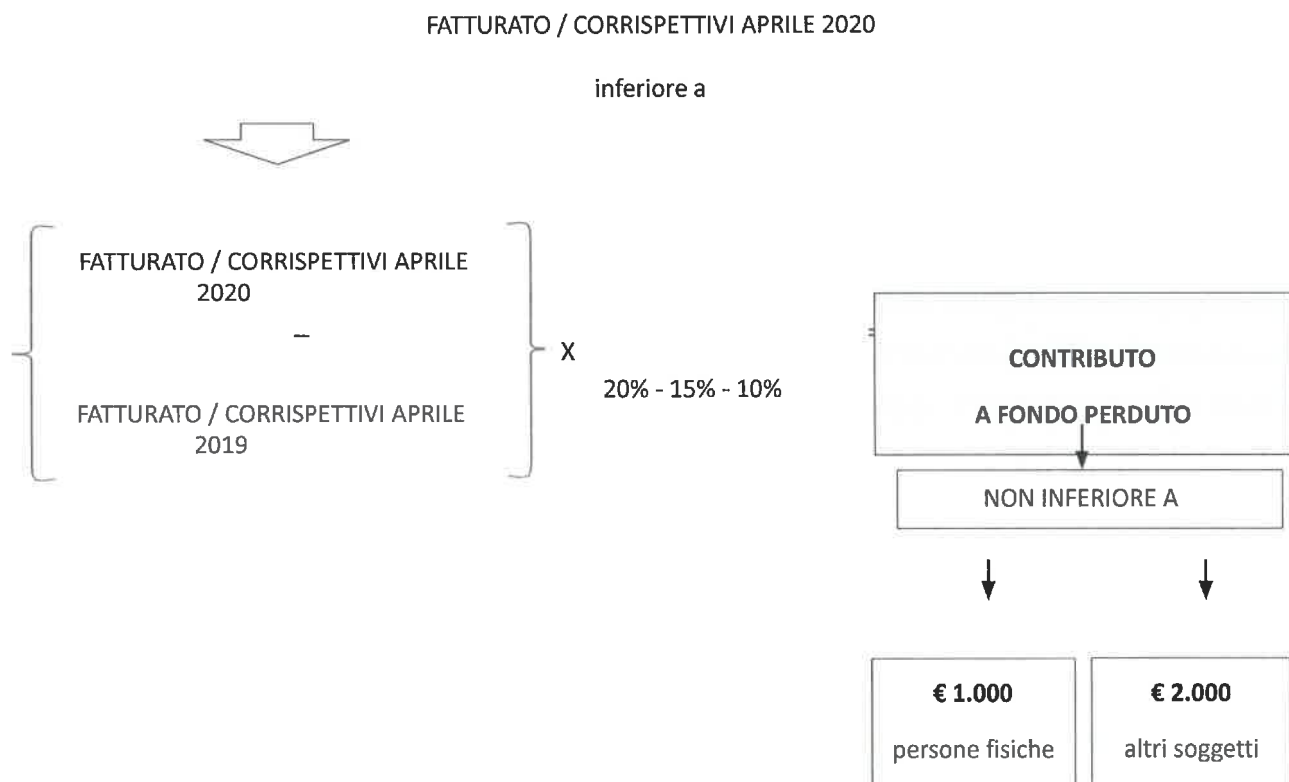 FATTURATO / CORRISPETTIVI APRILE 2020
inferiore a
FATTURATO / CORRISPETTIVI APRILE
2020
–
FATTURATO / CORRISPETTIVI APRILE
2019
X
20% - 15% - 10%
=
CONTRIBUTO
A FONDO PERDUTO
NON INFERIORE A
€ 1.000
persone fisiche
€ 2.000
altri soggetti